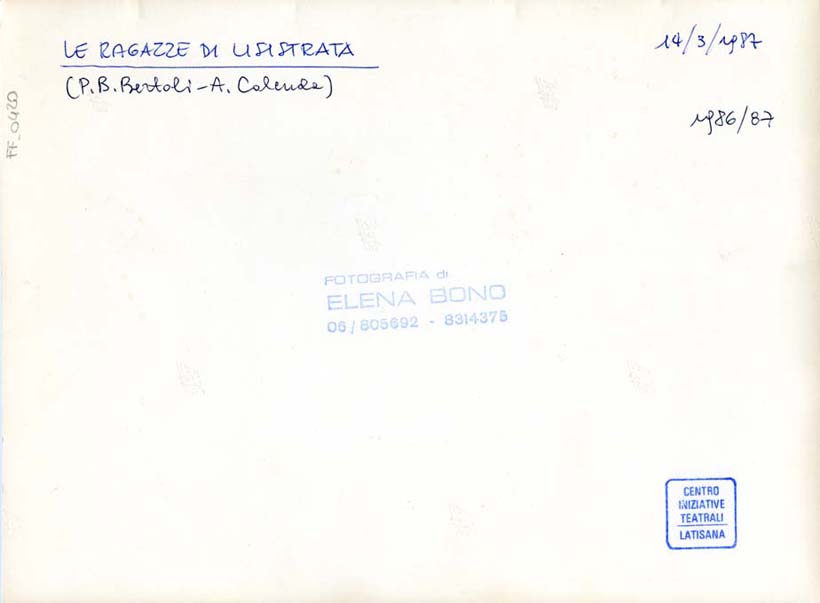 LE RAGAZZE DI LISISTRATA
(P.B. Bertoli - A. Calenda)
14/3/1987
1986/87
FF_0420
FOTOGRAFIA di
ELENA BONO
06/805692 - 8314375
CENTRO
INIZIATIVE
TEATRALI
LATISANA